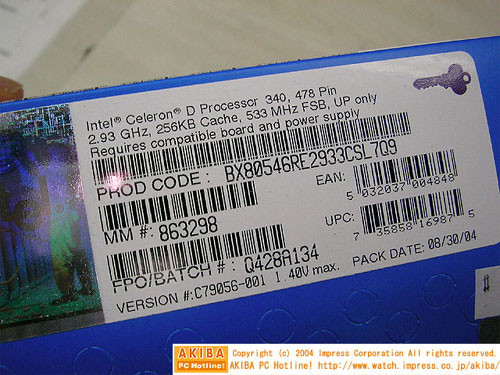 Intel® Celeron® D Processor 340, 478 Pin
2.93 GHz, 256KB Cache, 533 MHz FSB, UP only
Requires compatible board and power supply
PROD CODE: BX80546RE2933CSL7Q9
EAN:
5 032037 004848
MM #: 863298
UPC:
7 35858 16987 5
FPO/BATCH #: Q428A134
PACK DATE: 08/30/04
VERSION #:C79056-001 1.40V max.
AKIBA PC Hotline!
Copyright (c) 2004 Impress Corporation All rights reserved.
AKIBA PC Hotline! http://www.watch.impress.co.jp/akiba/